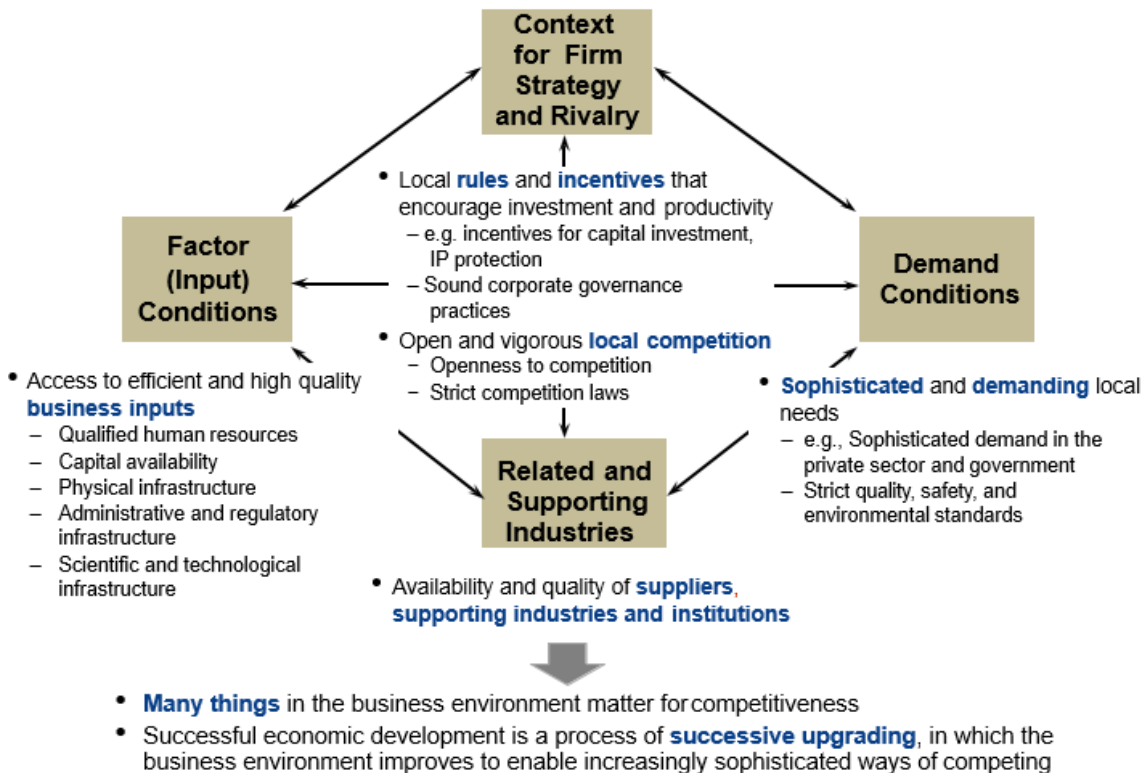 Context
for Firm
Strategy
and Rivalry
• Local rules and incentives that
encourage investment and productivity
– e.g. incentives for capital investment,
IP protection
– Sound corporate governance
practices
• Open and vigorous local competition
– Openness to competition
– Strict competition laws
Factor
(Input)
Conditions
Demand
Conditions
• Access to efficient and high quality
business inputs
– Qualified human resources
– Capital availability
– Physical infrastructure
– Administrative and regulatory
infrastructure
– Scientific and technological
infrastructure
• Sophisticated and demanding local
needs
– e.g., Sophisticated demand in the
private sector and government
– Strict quality, safety, and
environmental standards
Related and
Supporting
Industries
• Availability and quality of suppliers,
supporting industries and institutions
• Many things in the business environment matter for competitiveness
• Successful economic development is a process of successive upgrading, in which the
business environment improves to enable increasingly sophisticated ways of competing